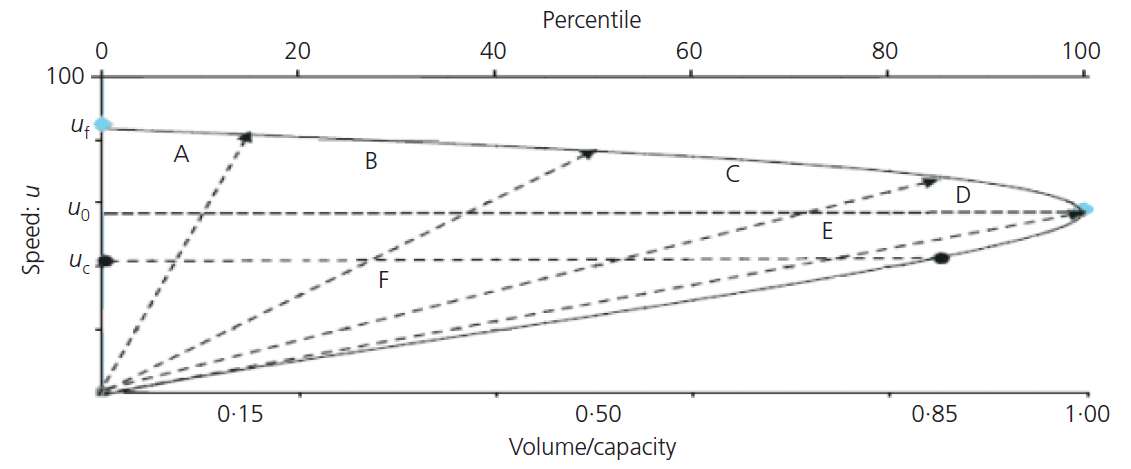 Percentile
0 20 40 60 80 100
100
uf
A
B
C
D
u0
E
uc
F
Speed: u
0·15 0·50 0·85 1·00
Volume/capacity